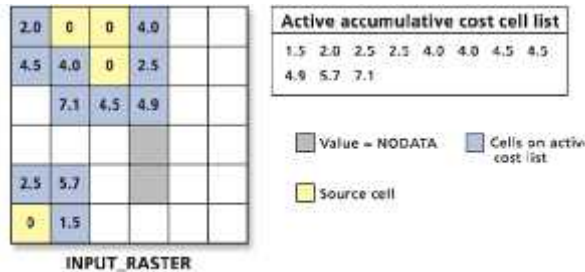 2.0 0 0 4.0
4.5 4.0 0 2.5
7.1 4.5 4.9
2.5 5.7
0 1.5
INPUT_RASTER
Active accumulative cost cell list
1.5 2.0 2.5 2.5 4.0 4.0 4.5 4.5
4.9 5.7 7.1
Value = NODATA
Cells on active
cost list
Source cell